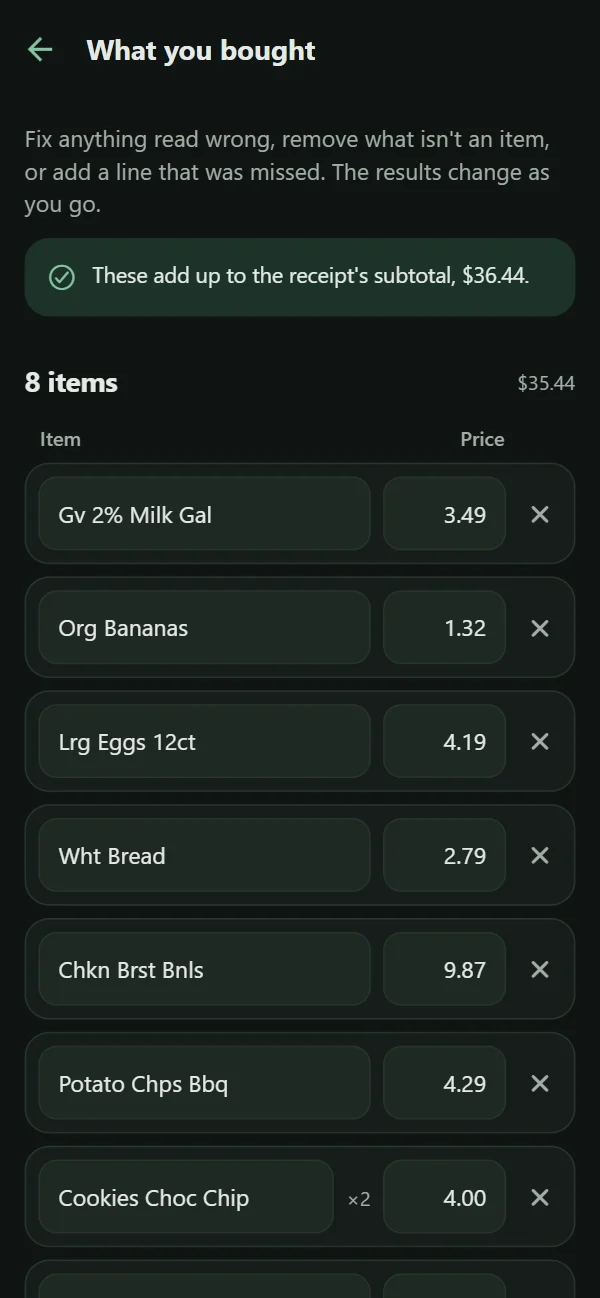 What you bought
Fix anything read wrong, remove what isn't an item,
or add a line that was missed. The results change as
you go.
These add up to the receipt's subtotal, $36.44.
8 items $35.44
Item Price
Gv 2% Milk Gal 3.49
Org Bananas 1.32
Lrg Eggs 12ct 4.19
Wht Bread 2.79
Chkn Brst Bnls 9.87
Potato Chps Bbq 4.29
Cookies Choc Chip ×2 4.00